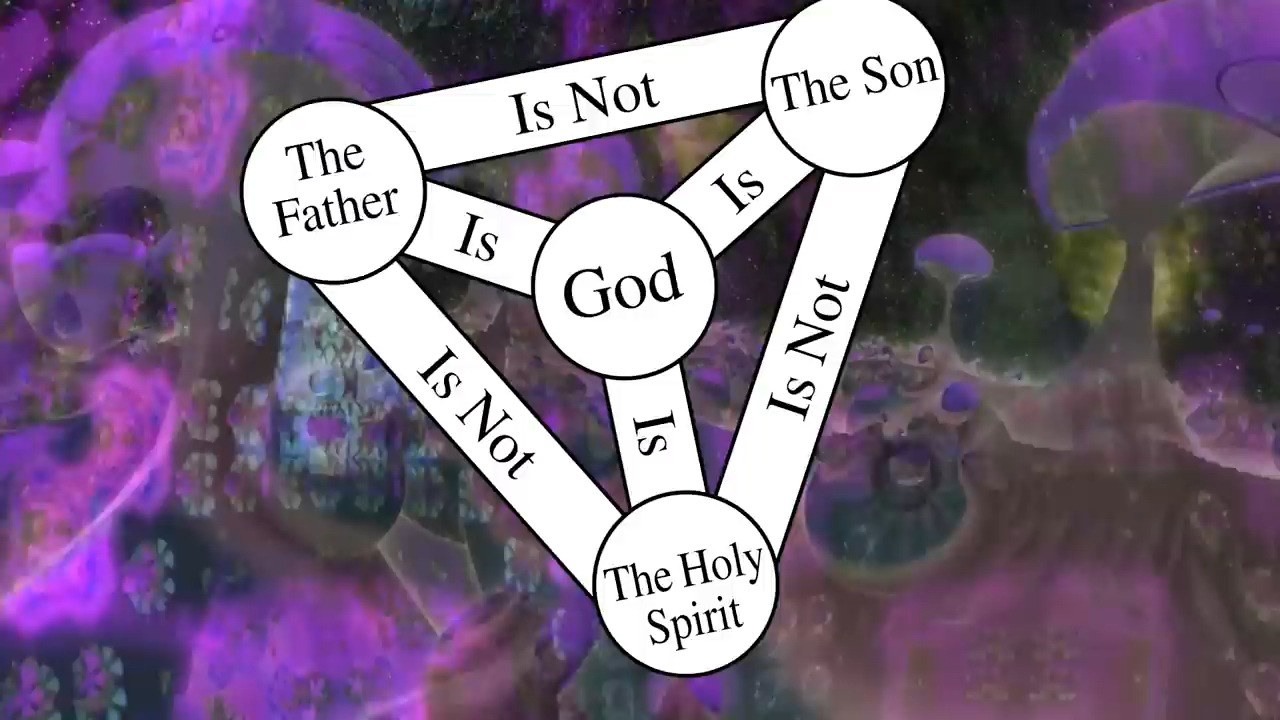 The Son
Is Not
The
Father
Is
Is
God
Is Not
Is Not
Is
The Holy
Spirit